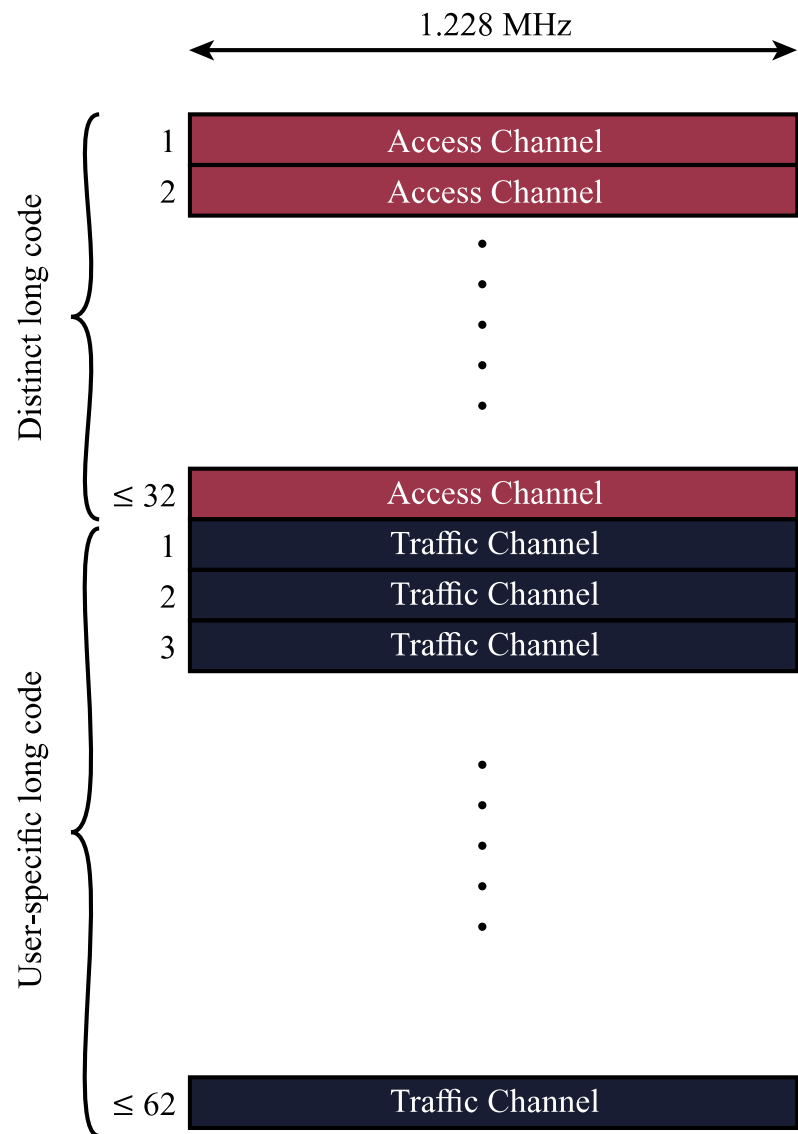 1.228 MHz
Distinct long code
1 Access Channel
2 Access Channel
≤ 32 Access Channel
User-specific long code
1 Traffic Channel
2 Traffic Channel
3 Traffic Channel
≤ 62 Traffic Channel